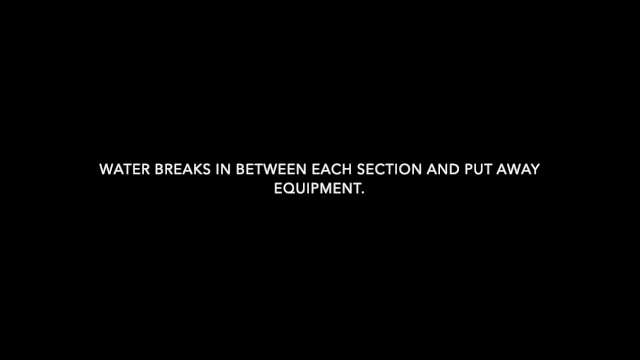 WATER BREAKS IN BETWEEN EACH SECTION AND PUT AWAY
EQUIPMENT.